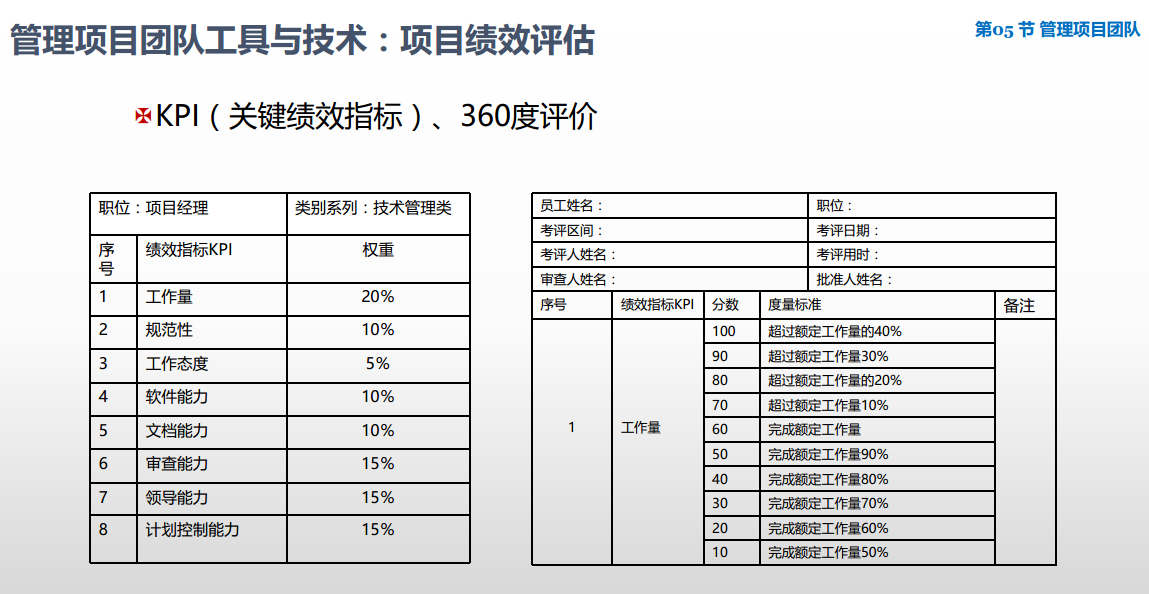 管理项目团队工具与技术：项目绩效评估
第05节 管理项目团队
KPI（关键绩效指标）、360度评价
职位：项目经理 类别系列：技术管理类
序号 绩效指标KPI 权重
1 工作量 20%
2 规范性 10%
3 工作态度 5%
4 软件能力 10%
5 文档能力 10%
6 审查能力 15%
7 领导能力 15%
8 计划控制能力 15%
员工姓名： 职位：
考评区间： 考评日期：
考评人姓名： 考评用时：
审查人姓名： 批准人姓名：
序号 绩效指标KPI 分数 度量标准 备注
1 工作量
100 超过额定工作量的40%
90 超过额定工作量30%
80 超过额定工作量的20%
70 超过额定工作量10%
60 完成额定工作量
50 完成额定工作量90%
40 完成额定工作量80%
30 完成额定工作量70%
20 完成额定工作量60%
10 完成额定工作量50%